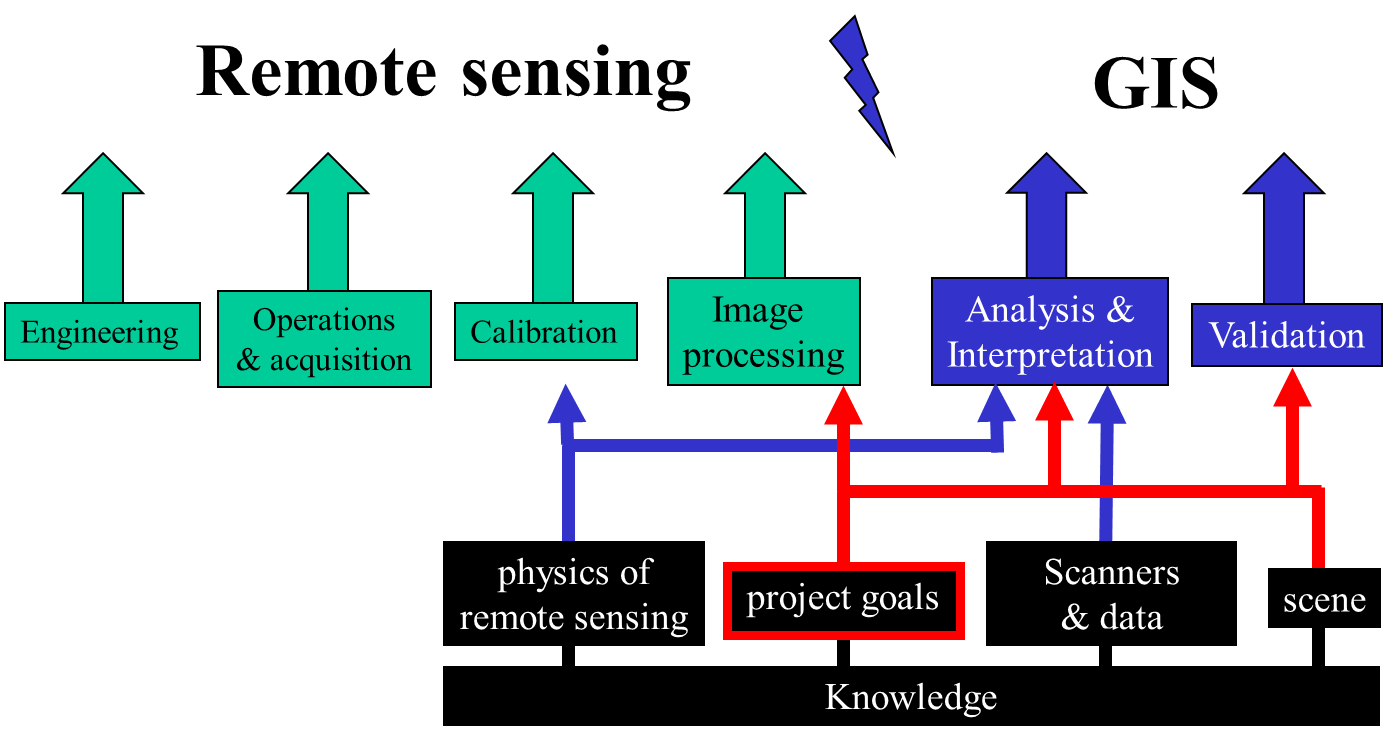 Remote sensing
GIS
Engineering
Operations
& acquisition
Calibration
Image
processing
Analysis &
Interpretation
Validation
physics of
remote sensing
project goals
Scanners
& data
scene
Knowledge